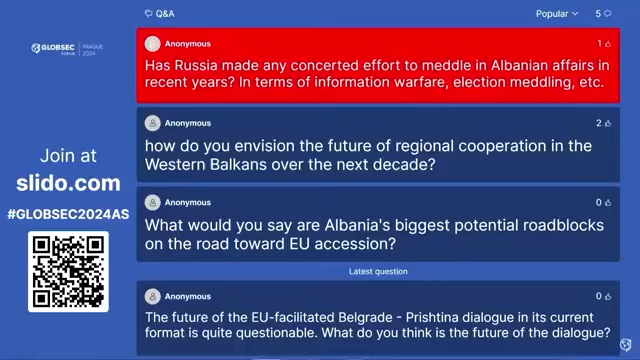 Q&A
Popular
5
GLOBSEC
FORUM
PRAGUE
2024
Join at
slido.com
#GLOBSEC2024AS
Anonymous
1
Has Russia made any concerted effort to meddle in Albanian affairs in
recent years? In terms of information warfare, election meddling, etc.
Anonymous
2
how do you envision the future of regional cooperation in the
Western Balkans over the next decade?
Anonymous
0
What would you say are Albania's biggest potential roadblocks
on the road toward EU accession?
Latest question
Anonymous
0
The future of the EU-facilitated Belgrade - Prishtina dialogue in its current
format is quite questionable. What do you think is the future of the dialogue?